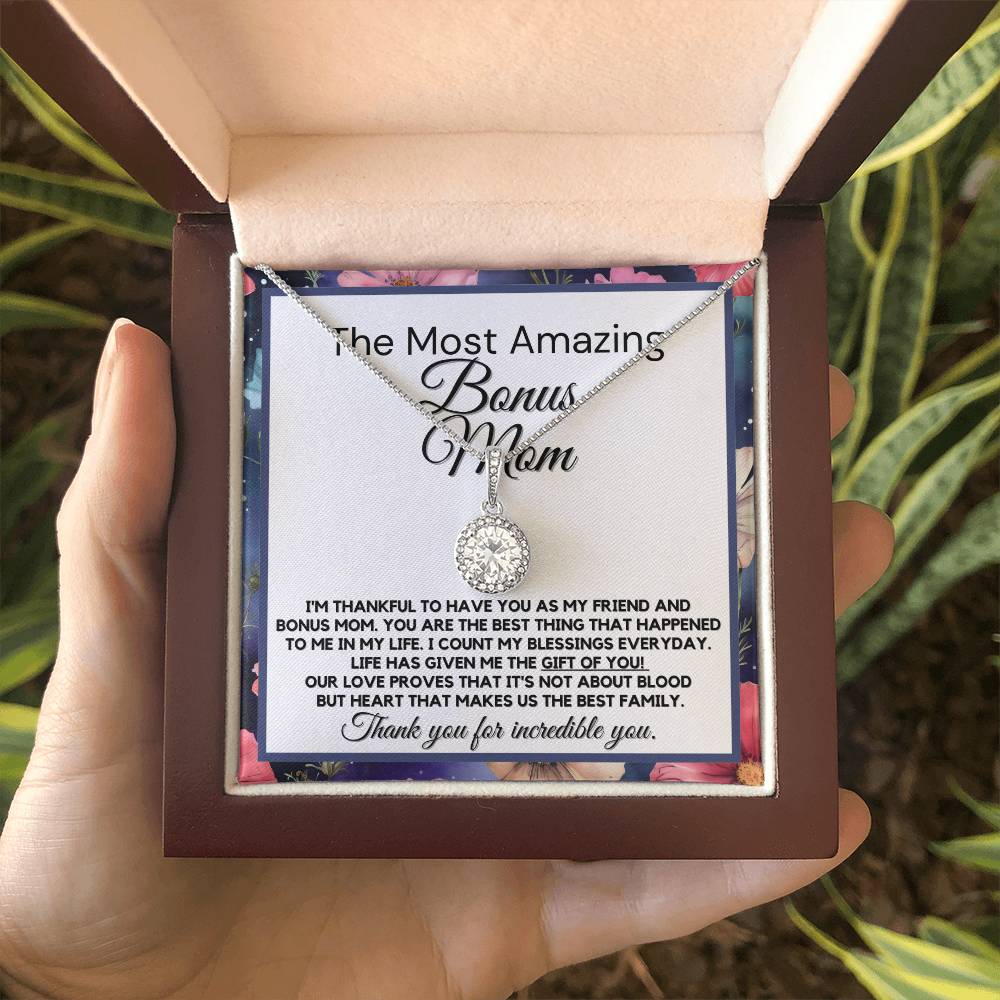 The Most Amazing
Bonus
Mom
I'M THANKFUL TO HAVE YOU AS MY FRIEND AND
BONUS MOM. YOU ARE THE BEST THING THAT HAPPENED
TO ME IN MY LIFE. I COUNT MY BLESSINGS EVERYDAY.
LIFE HAS GIVEN ME THE GIFT OF YOU!
OUR LOVE PROVES THAT IT'S NOT ABOUT BLOOD
BUT HEART THAT MAKES US THE BEST FAMILY.
Thank you for incredible you.